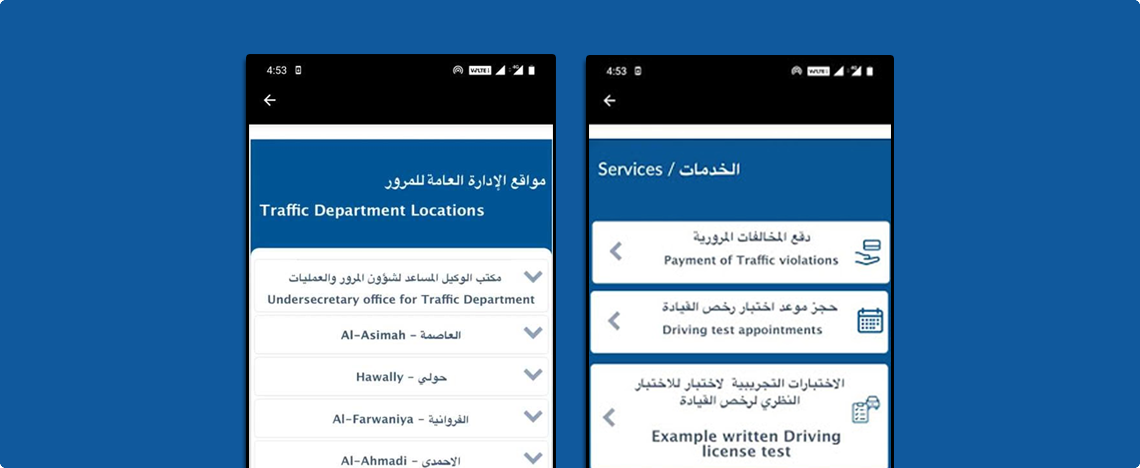 4:53
مواقع الإدارة العامة للمرور
Traffic Department Locations
مكتب الوكيل المساعد لشؤون المرور والعمليات
Undersecretary office for Traffic Department
Al-Asimah - العاصمة
Hawally - حولي
Al-Farwaniya - الفروانية
Al-Ahmadi - الاحمدي
4:53
Services / الخدمات
دفع المخالفات المرورية
Payment of Traffic violations
حجز موعد اختبار رخص القيادة
Driving test appointments
الاختبارات التجريبية لاختبار للاختبار
النظري لرخص القيادة
Example written Driving
license test